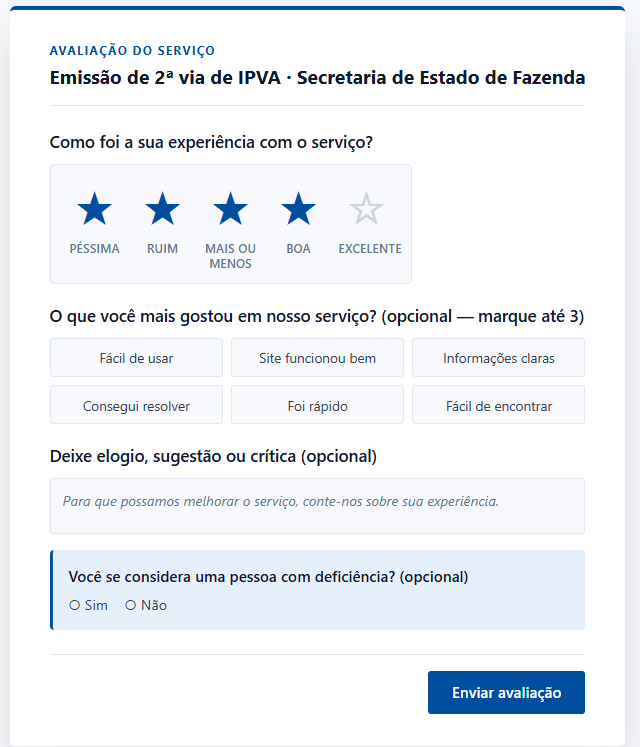 AVALIAÇÃO DO SERVIÇO
Emissão de 2ª via de IPVA · Secretaria de Estado de Fazenda
Como foi a sua experiência com o serviço?
PÉSSIMA RUIM MAIS OU MENOS BOA EXCELENTE
O que você mais gostou em nosso serviço? (opcional — marque até 3)
Fácil de usar Site funcionou bem Informações claras
Consegui resolver Foi rápido Fácil de encontrar
Deixe elogio, sugestão ou crítica (opcional)
Para que possamos melhorar o serviço, conte-nos sobre sua experiência.
Você se considera uma pessoa com deficiência? (opcional)
Sim Não
Enviar avaliação